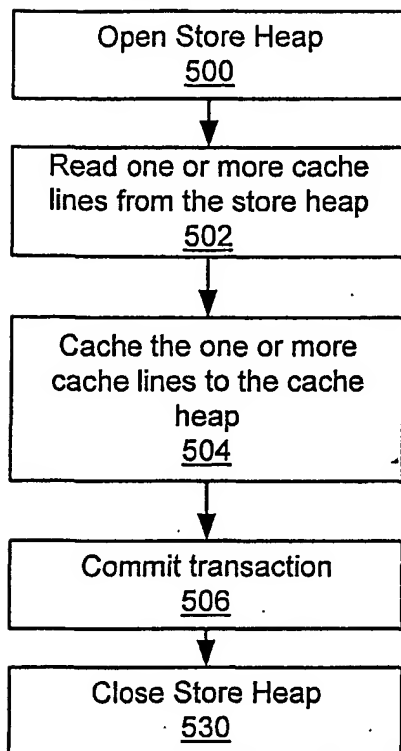 Open Store Heap
500
Read one or more cache
lines from the store heap
502
Cache the one or more
cache lines to the cache
heap
504
Commit transaction
506
Close Store Heap
530